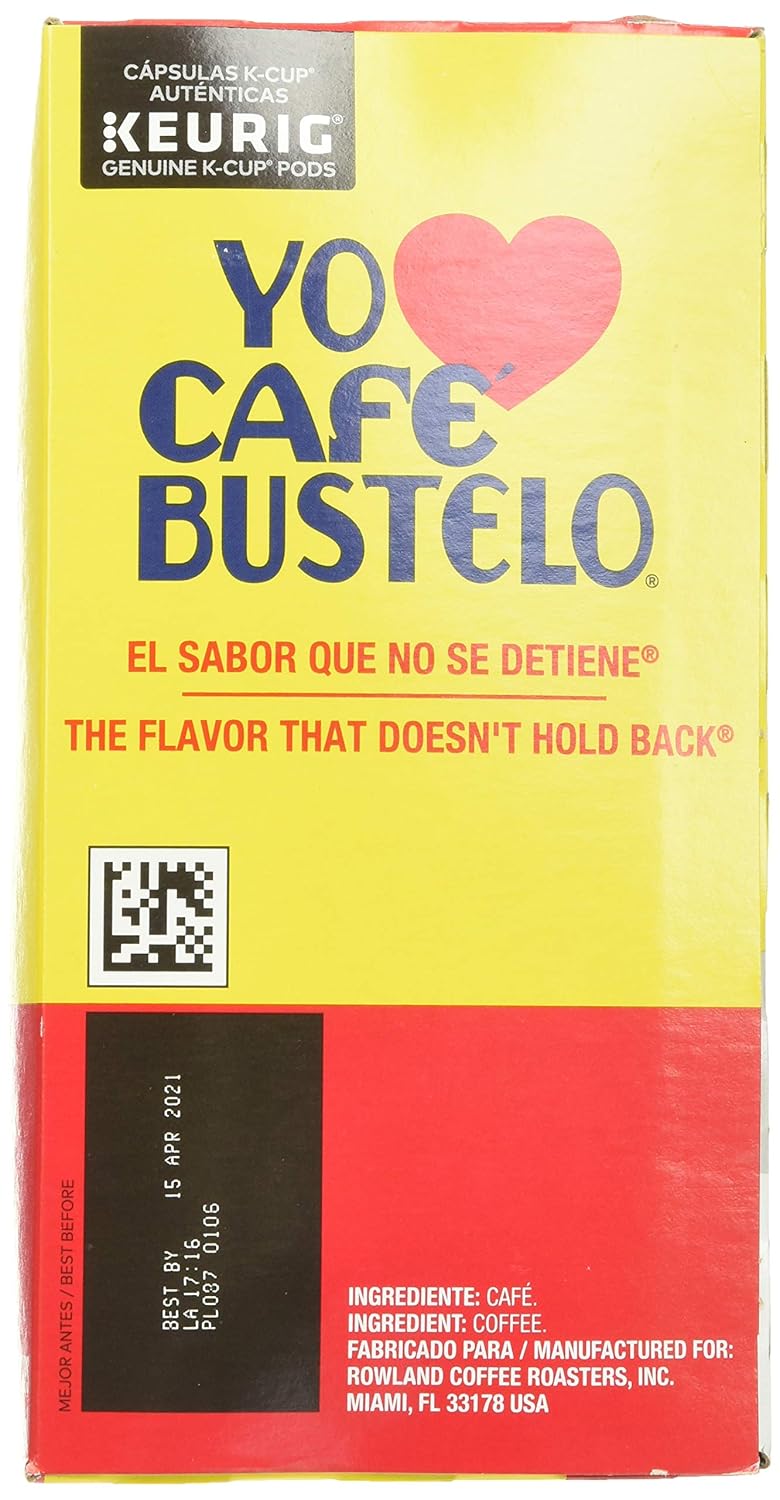 CÁPSULAS K-CUP®
AUTÉNTICAS
KEURIG®
GENUINE K-CUP® PODS
YO
CAFÉ
BUSTELO®
EL SABOR QUE NO SE DETIENE®
THE FLAVOR THAT DOESN'T HOLD BACK®
MEJOR ANTES / BEST BEFORE
BEST BY 15 APR 2021
LA 17:16
PL087 0106
INGREDIENTE: CAFÉ.
INGREDIENT: COFFEE.
FABRICADO PARA / MANUFACTURED FOR:
ROWLAND COFFEE ROASTERS, INC.
MIAMI, FL 33178 USA